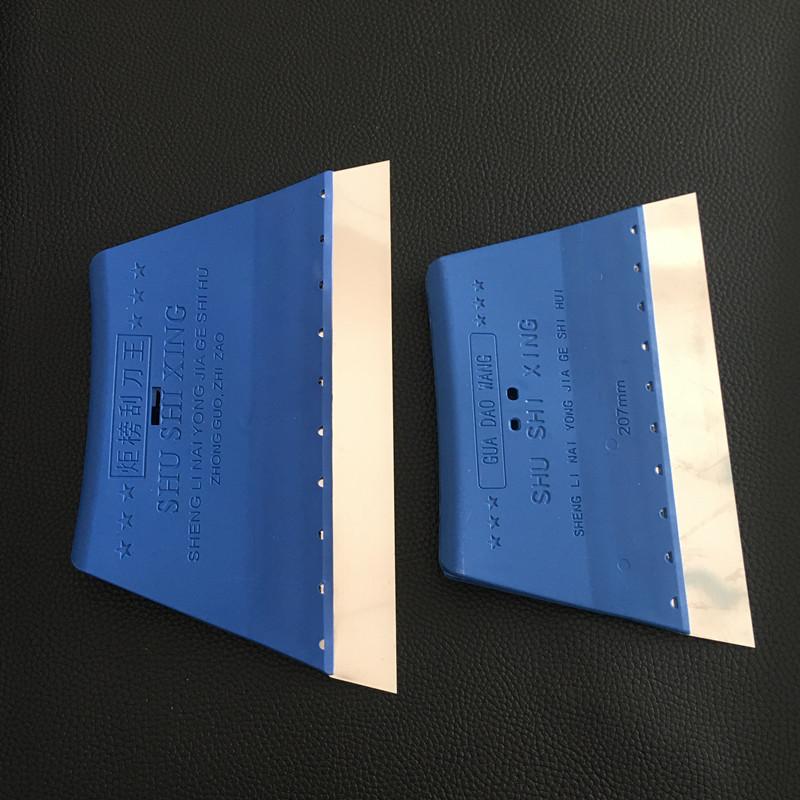 ★★★ 炬榜刮刀王 ★★★
SHU SHI XING
SHENG LI NAI YONG JIA GE SHI HU
ZHONG GUO. ZHI ZAO
★★★ GUA DAO WANG ★★★
SHU SHI XING
SHENG LI NAI YONG JIA GE SHI HUI
207mm